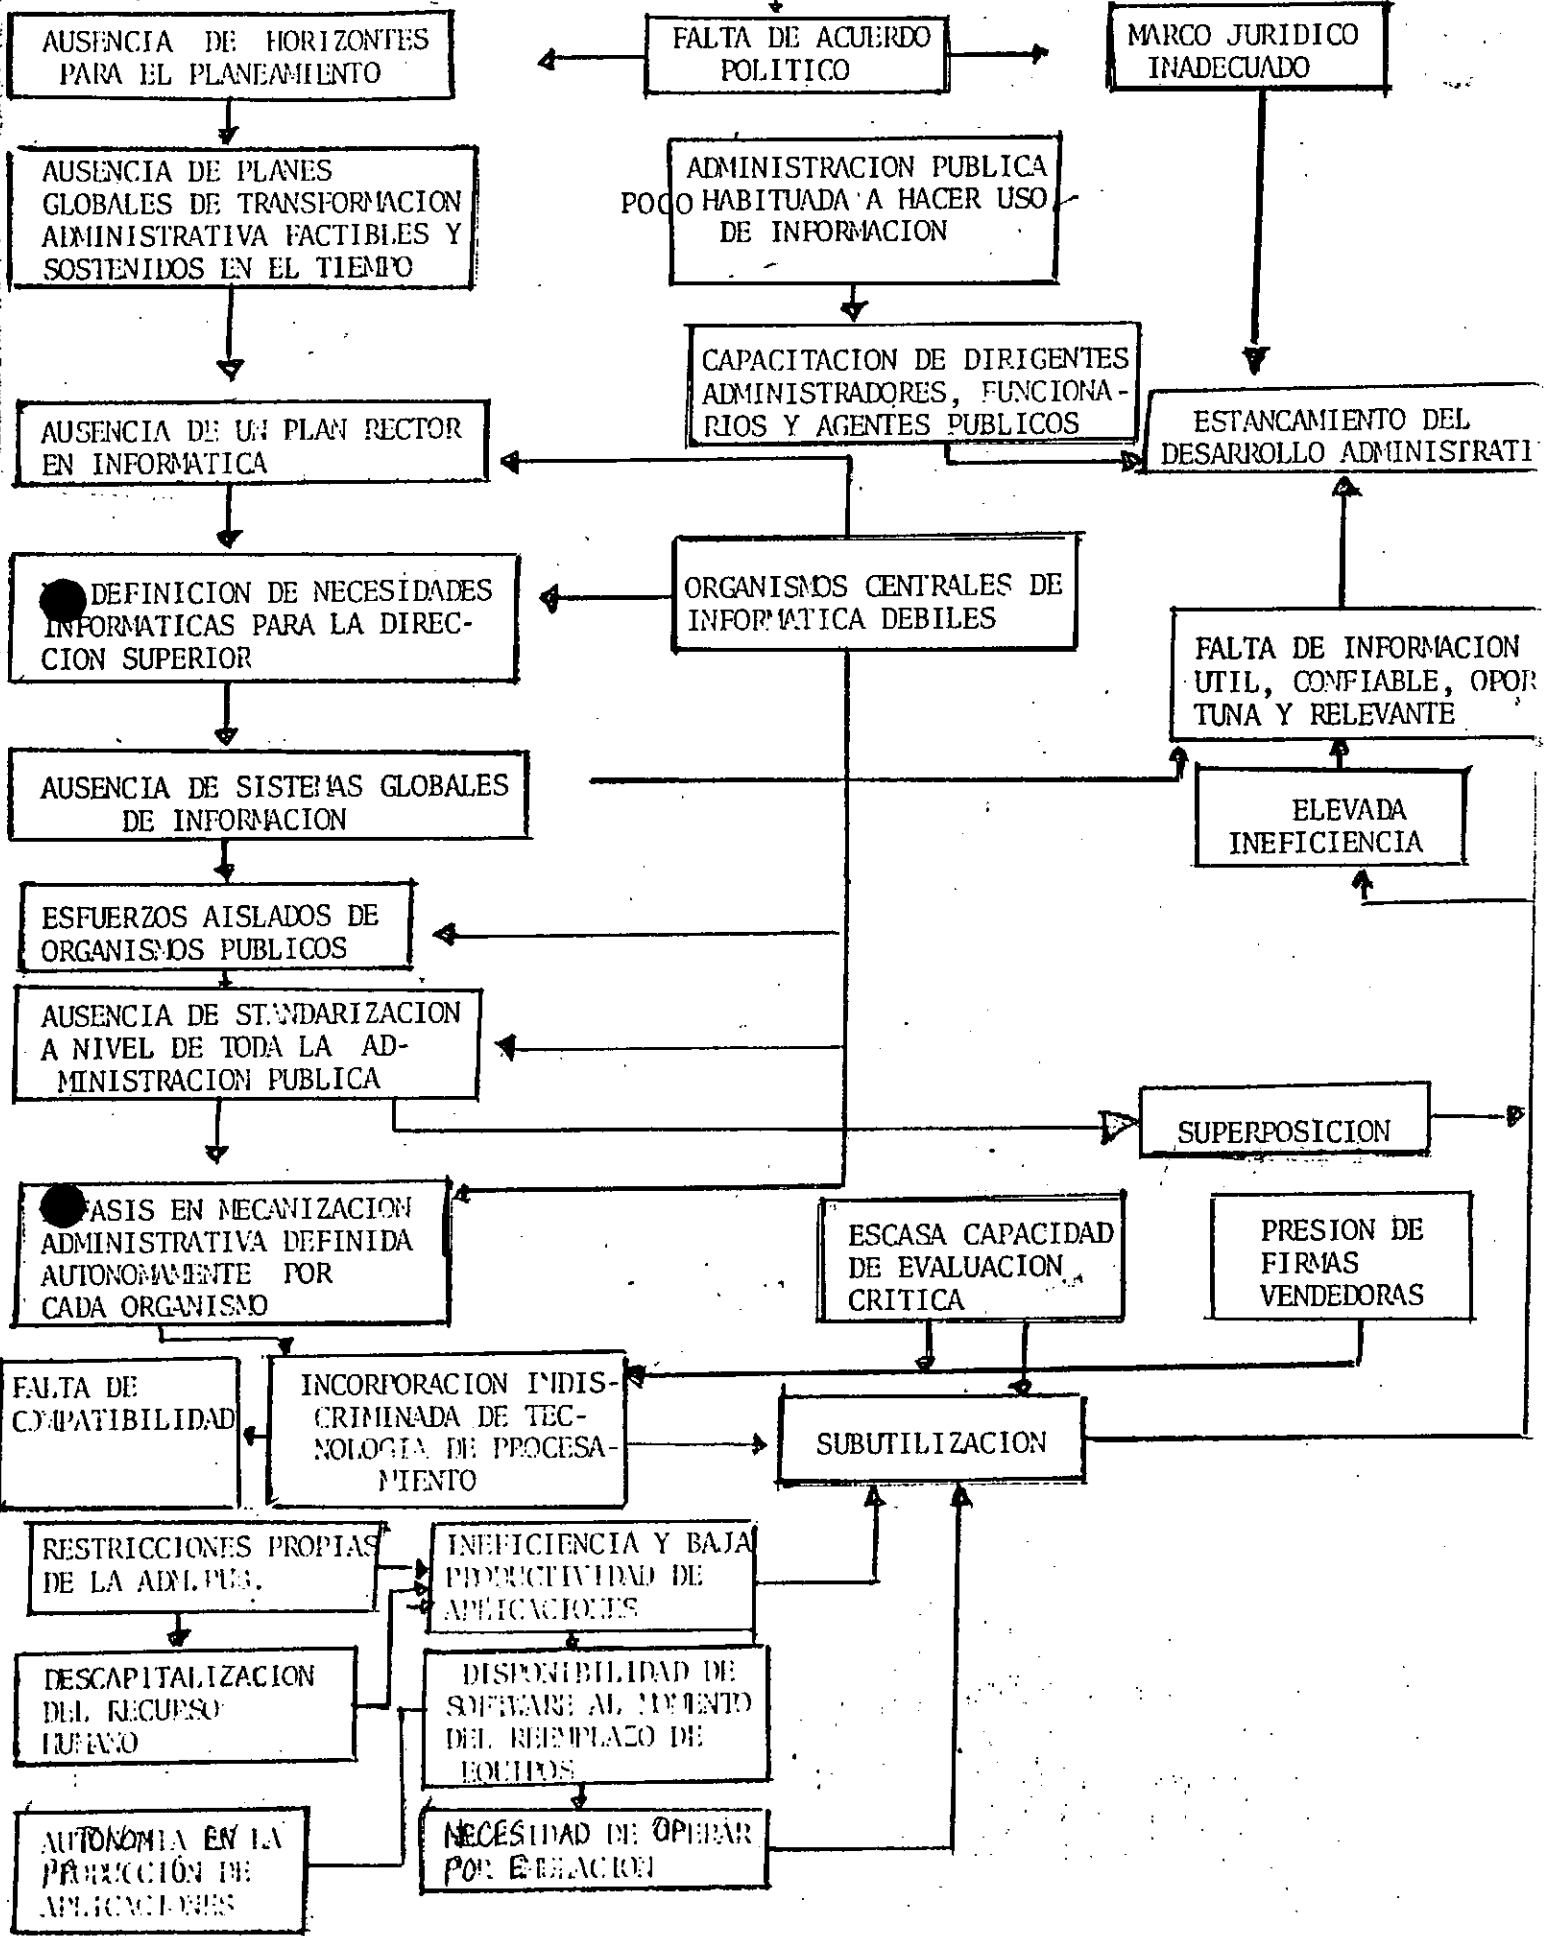 AUSENCIA DE HORIZONTES
PARA EL PLANEAMIENTO
FALTA DE ACUERDO
POLITICO
MARCO JURIDICO
INADECUADO
AUSENCIA DE PLANES
GLOBALES DE TRANSFORMACION
ADMINISTRATIVA FACTIBLES Y
SOSTENIDOS EN EL TIEMPO
ADMINISTRACION PUBLICA
POCO HABITUADA A HACER USO
DE INFORMACION
CAPACITACION DE DIRIGENTES
ADMINISTRADORES, FUNCIONA-
RIOS Y AGENTES PUBLICOS
ESTANCAMIENTO DEL
DESARROLLO ADMINISTRATI
AUSENCIA DE UN PLAN RECTOR
EN INFORMATICA
DEFINICION DE NECESIDADES
INFORMATICAS PARA LA DIREC-
CION SUPERIOR
ORGANISMOS CENTRALES DE
INFORMATICA DEBILES
FALTA DE INFORMACION
UTIL, CONFIABLE, OPOR
TUNA Y RELEVANTE
AUSENCIA DE SISTEMAS GLOBALES
DE INFORMACION
ELEVADA
INEFICIENCIA
ESFUERZOS AISLADOS DE
ORGANISMOS PUBLICOS
AUSENCIA DE STANDARIZACION
A NIVEL DE TODA LA AD-
MINISTRACION PUBLICA
SUPERPOSICION
FASIS EN MECANIZACION
ADMINISTRATIVA DEFINIDA
AUTONOMAMENTE POR
CADA ORGANISMO
ESCASA CAPACIDAD
DE EVALUACION
CRITICA
PRESION DE
FIRMAS
VENDEDORAS
FALTA DE
COMPATIBILIDAD
INCORPORACION INDIS-
CRIMINADA DE TEC-
NOLOGIA DE PROCESA-
MIENTO
SUBUTILIZACION
RESTRICCIONES PROPIAS
DE LA ADM.PUB.
INEFICIENCIA Y BAJA
PRODUCTIVIDAD DE
APLICACIONES
DESCAPITALIZACION
DEL RECURSO
HUMANO
DISPONIBILIDAD DE
SOFTWARE AL MOMENTO
DEL REEMPLAZO DE
EQUIPOS
AUTONOMIA EN LA
PRODUCCIÓN DE
APLICACIONES
NECESIDAD DE OPERAR
POR EMULACION